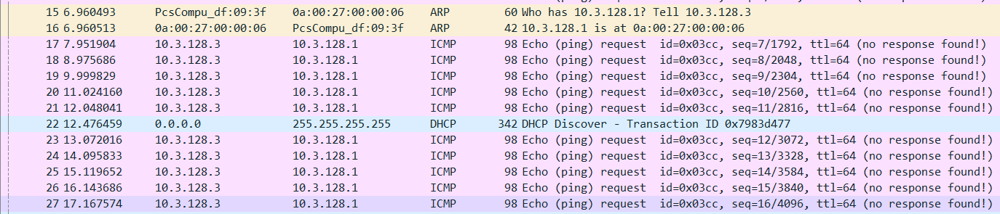 15 6.960493 PcsCompu_df:09:3f 0a:00:27:00:00:06 ARP 60 Who has 10.3.128.1? Tell 10.3.128.3
16 6.960513 0a:00:27:00:00:06 PcsCompu_df:09:3f ARP 42 10.3.128.1 is at 0a:00:27:00:00:06
17 7.951904 10.3.128.3 10.3.128.1 ICMP 98 Echo (ping) request id=0x03cc, seq=7/1792, ttl=64 (no response found!)
18 8.975686 10.3.128.3 10.3.128.1 ICMP 98 Echo (ping) request id=0x03cc, seq=8/2048, ttl=64 (no response found!)
19 9.999829 10.3.128.3 10.3.128.1 ICMP 98 Echo (ping) request id=0x03cc, seq=9/2304, ttl=64 (no response found!)
20 11.024160 10.3.128.3 10.3.128.1 ICMP 98 Echo (ping) request id=0x03cc, seq=10/2560, ttl=64 (no response found!)
21 12.048041 10.3.128.3 10.3.128.1 ICMP 98 Echo (ping) request id=0x03cc, seq=11/2816, ttl=64 (no response found!)
22 12.476459 0.0.0.0 255.255.255.255 DHCP 342 DHCP Discover - Transaction ID 0x7983d477
23 13.072016 10.3.128.3 10.3.128.1 ICMP 98 Echo (ping) request id=0x03cc, seq=12/3072, ttl=64 (no response found!)
24 14.095833 10.3.128.3 10.3.128.1 ICMP 98 Echo (ping) request id=0x03cc, seq=13/3328, ttl=64 (no response found!)
25 15.119652 10.3.128.3 10.3.128.1 ICMP 98 Echo (ping) request id=0x03cc, seq=14/3584, ttl=64 (no response found!)
26 16.143686 10.3.128.3 10.3.128.1 ICMP 98 Echo (ping) request id=0x03cc, seq=15/3840, ttl=64 (no response found!)
27 17.167574 10.3.128.3 10.3.128.1 ICMP 98 Echo (ping) request id=0x03cc, seq=16/4096, ttl=64 (no response found!)